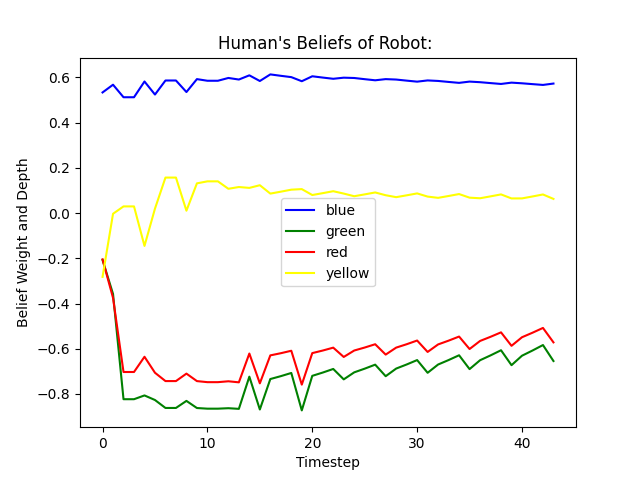 Human's Beliefs of Robot:
Belief Weight and Depth
0.6
0.4
0.2
0.0
−0.2
−0.4
−0.6
−0.8
blue
green
red
yellow
0 10 20 30 40
Timestep